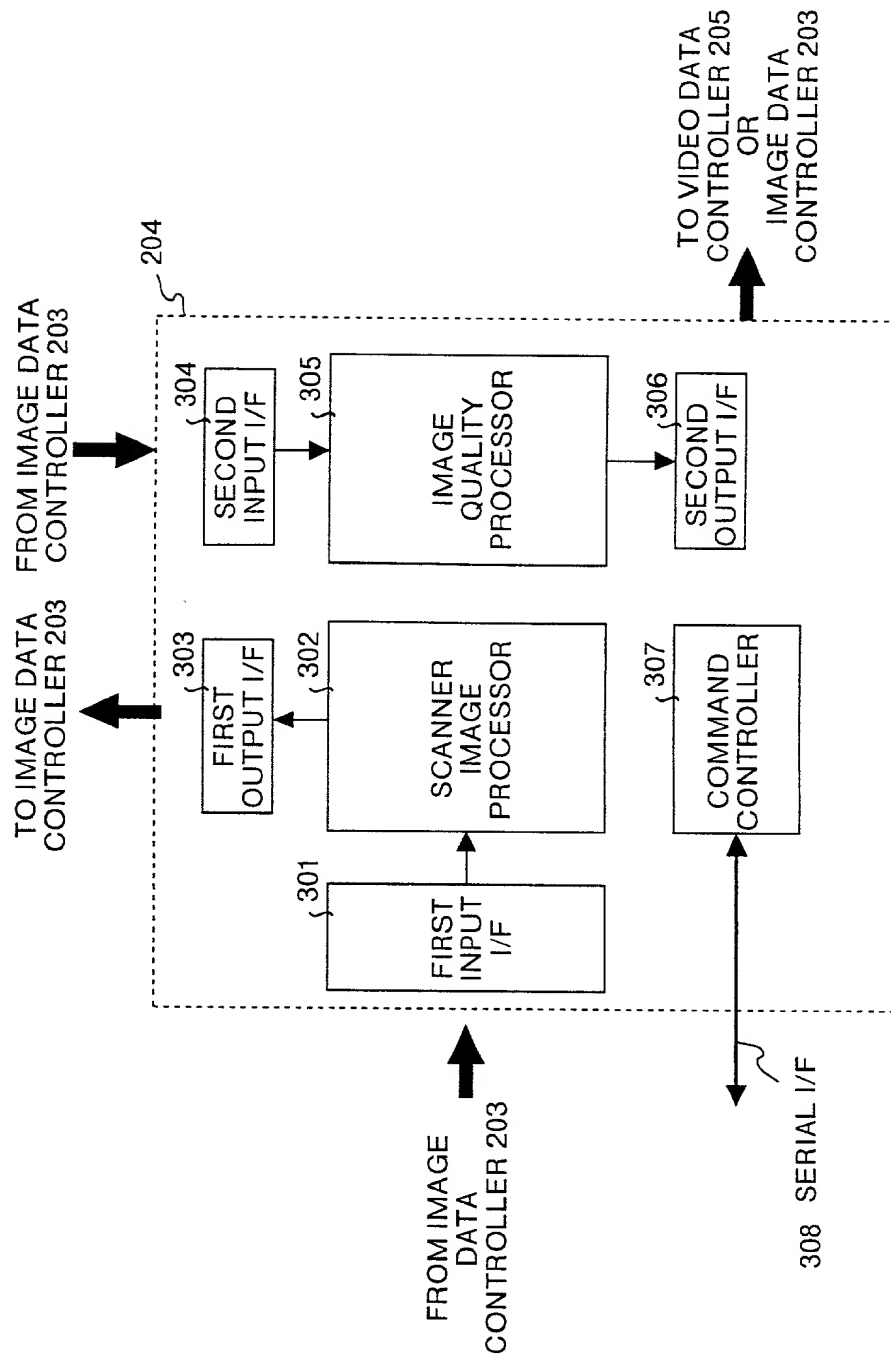 TO IMAGE DATA
CONTROLLER 203
FROM IMAGE DATA
CONTROLLER 203
204
303
FIRST
OUTPUT I/F
304
SECOND
INPUT I/F
301
FIRST
INPUT
I/F
302
SCANNER
IMAGE
PROCESSOR
305
IMAGE
QUALITY
PROCESSOR
FROM IMAGE
DATA
CONTROLLER 203
307
COMMAND
CONTROLLER
306
SECOND
OUTPUT I/F
TO VIDEO DATA
CONTROLLER 205
OR
IMAGE DATA
CONTROLLER 203
308 SERIAL I/F